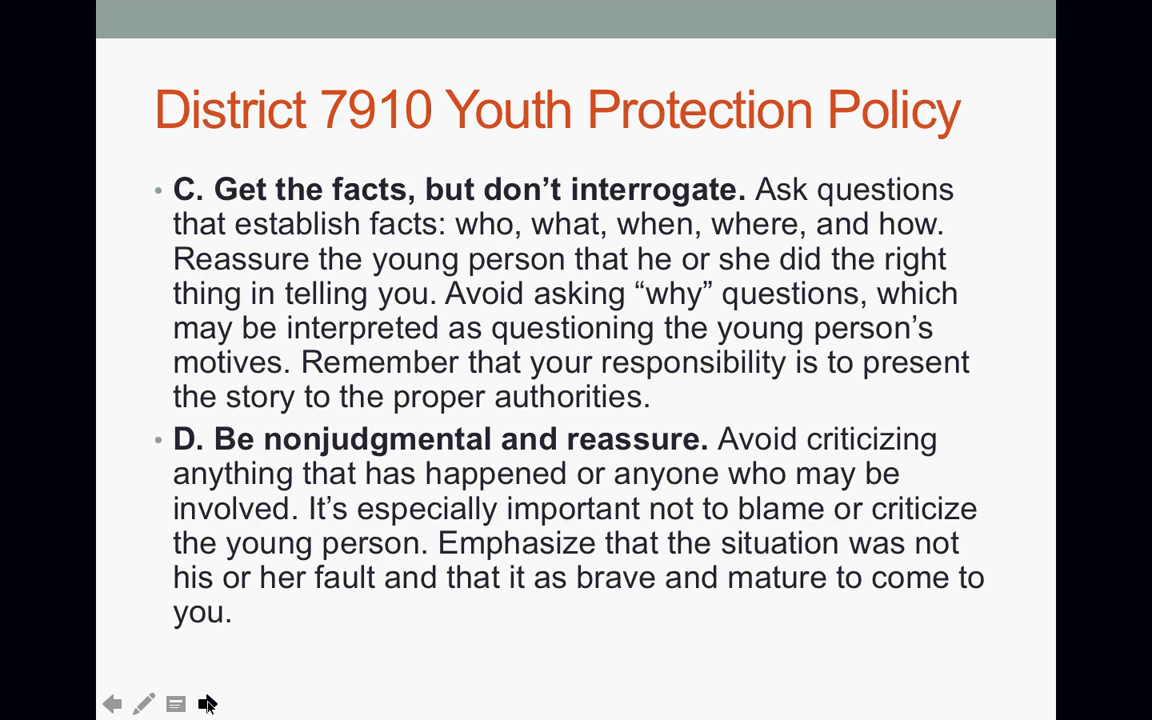 District 7910 Youth Protection Policy
• C. Get the facts, but don’t interrogate. Ask questions
that establish facts: who, what, when, where, and how.
Reassure the young person that he or she did the right
thing in telling you. Avoid asking “why” questions, which
may be interpreted as questioning the young person’s
motives. Remember that your responsibility is to present
the story to the proper authorities.
• D. Be nonjudgmental and reassure. Avoid criticizing
anything that has happened or anyone who may be
involved. It’s especially important not to blame or criticize
the young person. Emphasize that the situation was not
his or her fault and that it as brave and mature to come to
you.